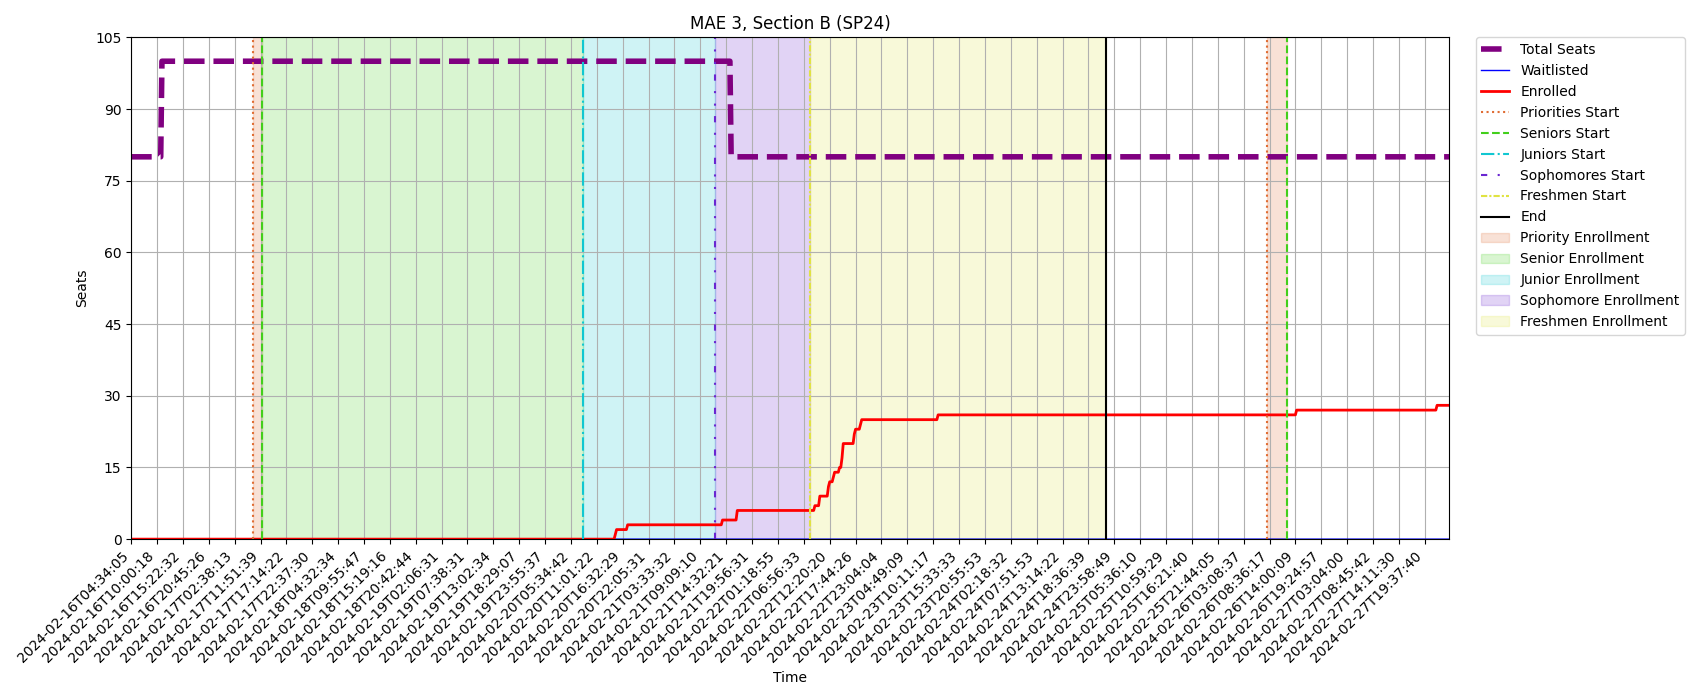 MAE 3, Section B (SP24)
105
90
75
60
45
30
15
0
Seats
2024-02-16T04:34:05
2024-02-16T10:00:18
2024-02-16T15:22:32
2024-02-16T20:45:26
2024-02-17T02:38:13
2024-02-17T11:51:39
2024-02-17T17:14:22
2024-02-17T22:37:30
2024-02-18T04:32:34
2024-02-18T09:55:47
2024-02-18T15:19:16
2024-02-18T20:42:44
2024-02-19T02:06:31
2024-02-19T07:38:31
2024-02-19T13:02:34
2024-02-19T18:29:07
2024-02-19T23:55:37
2024-02-20T05:34:42
2024-02-20T11:01:22
2024-02-20T16:32:29
2024-02-20T22:05:31
2024-02-21T03:33:32
2024-02-21T09:09:10
2024-02-21T14:32:21
2024-02-21T19:56:31
2024-02-22T01:18:55
2024-02-22T06:56:33
2024-02-22T12:20:20
2024-02-22T17:44:26
2024-02-22T23:04:04
2024-02-23T04:49:09
2024-02-23T10:11:17
2024-02-23T15:33:33
2024-02-23T20:55:53
2024-02-24T02:18:32
2024-02-24T07:51:53
2024-02-24T13:14:22
2024-02-24T18:36:39
2024-02-24T23:58:49
2024-02-25T05:36:10
2024-02-25T10:59:29
2024-02-25T16:21:40
2024-02-25T21:44:05
2024-02-26T03:08:37
2024-02-26T08:36:17
2024-02-26T14:00:09
2024-02-26T19:24:57
2024-02-27T03:04:00
2024-02-27T08:45:42
2024-02-27T14:11:30
2024-02-27T19:37:40
Time
Total Seats
Waitlisted
Enrolled
Priorities Start
Seniors Start
Juniors Start
Sophomores Start
Freshmen Start
End
Priority Enrollment
Senior Enrollment
Junior Enrollment
Sophomore Enrollment
Freshmen Enrollment